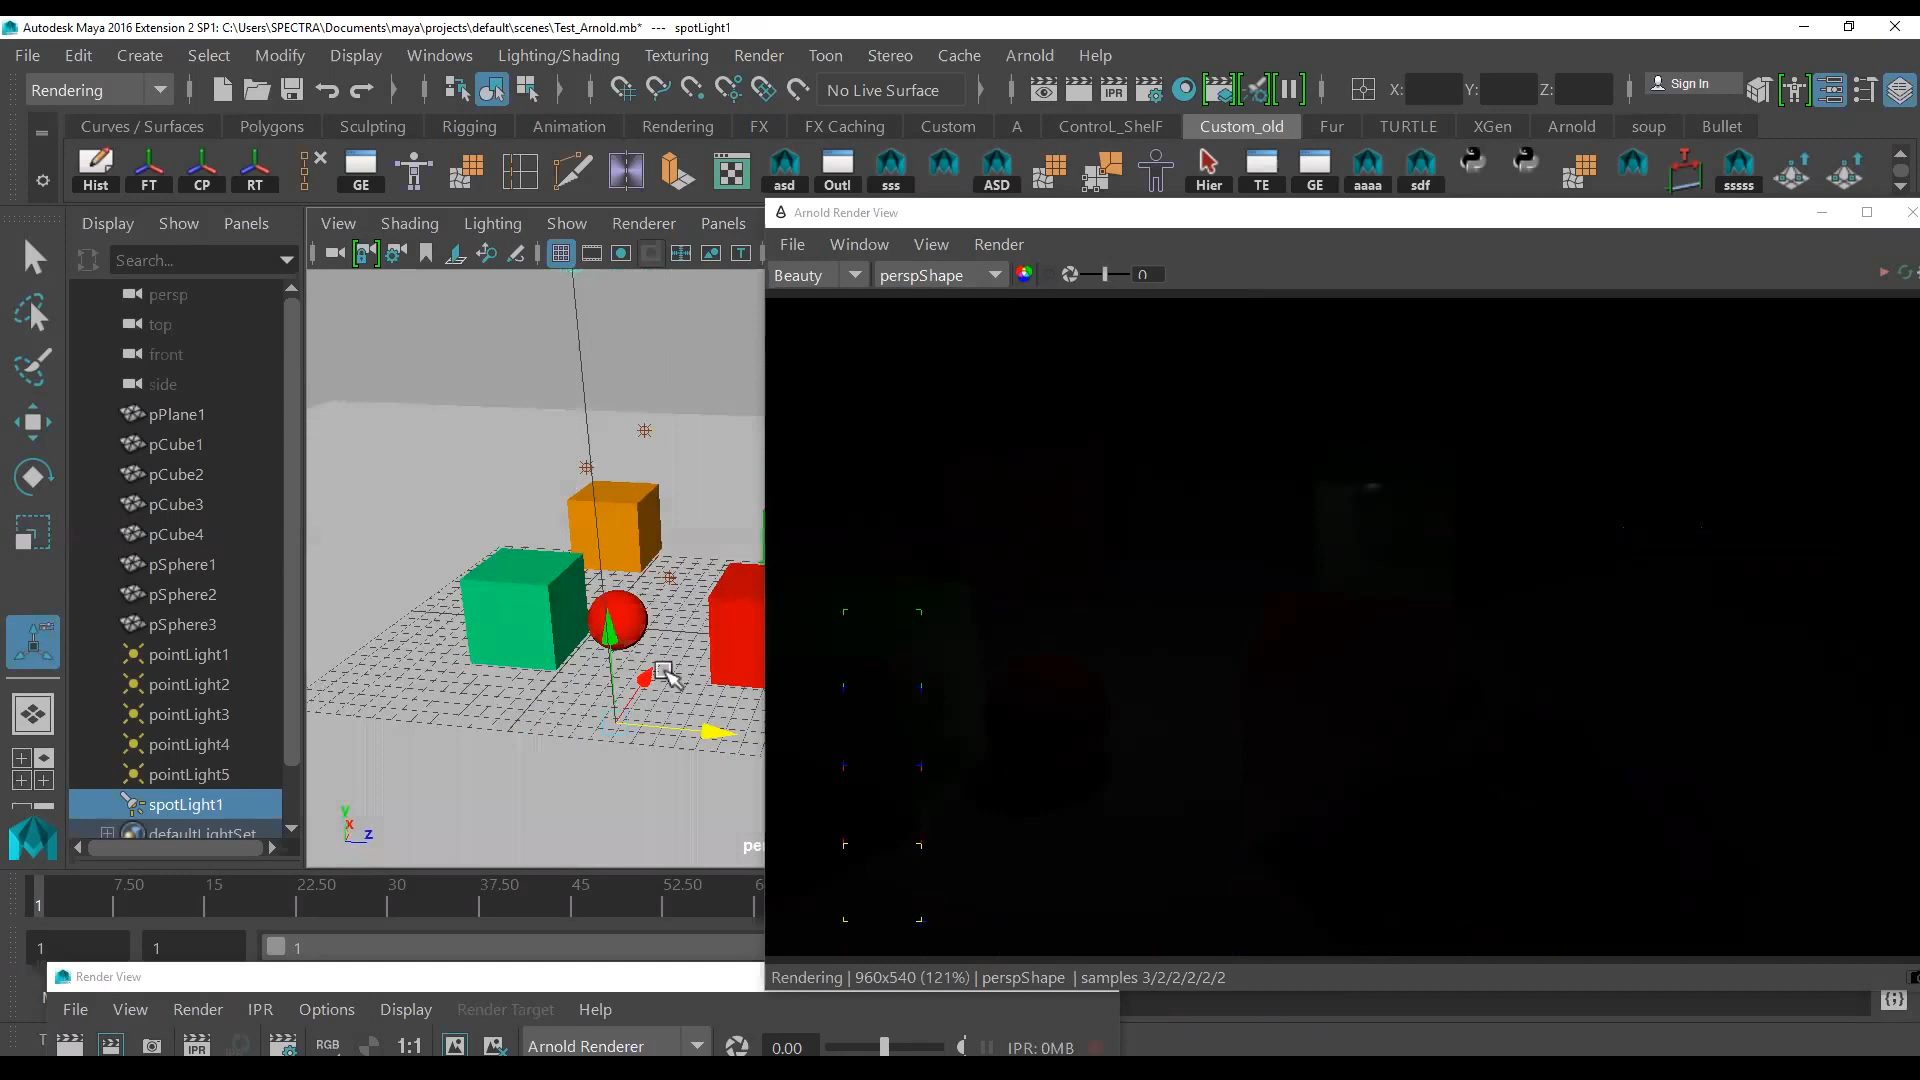 Autodesk Maya 2016 Extension 2 SP1: C:\Users\SPECTRA\Documents\maya\projects\default\scenes\Test_Arnold.mb* --- spotLight1
File Edit Create Select Modify Display Windows Lighting/Shading Texturing Render Toon Stereo Cache Arnold Help
Rendering No Live Surface IPR X: Y: Z: Sign In
Curves / Surfaces Polygons Sculpting Rigging Animation Rendering FX FX Caching Custom A ControL_ShelF Custom_old Fur TURTLE XGen Arnold soup Bullet
Hist FT CP RT GE asd Outl sss ASD Hier TE GE aaaa sdf sssss
Display Show Panels
View Shading Lighting Show Renderer Panels
Arnold Render View
File Window View Render
Search...
Beauty perspShape 0
persp
top
front
side
pPlane1
pCube1
pCube2
pCube3
pCube4
pSphere1
pSphere2
pSphere3
pointLight1
pointLight2
pointLight3
pointLight4
pointLight5
spotLight1
defaultLightSet
y
x
z
per
7.50 15 22.50 30 37.50 45 52.50 6
1
1 1 1
Rendering | 960x540 (121%) | perspShape | samples 3/2/2/2/2/2
Render View
File View Render IPR Options Display Render Target Help
IPR RGB 1:1 Arnold Renderer 0.00 IPR: 0MB